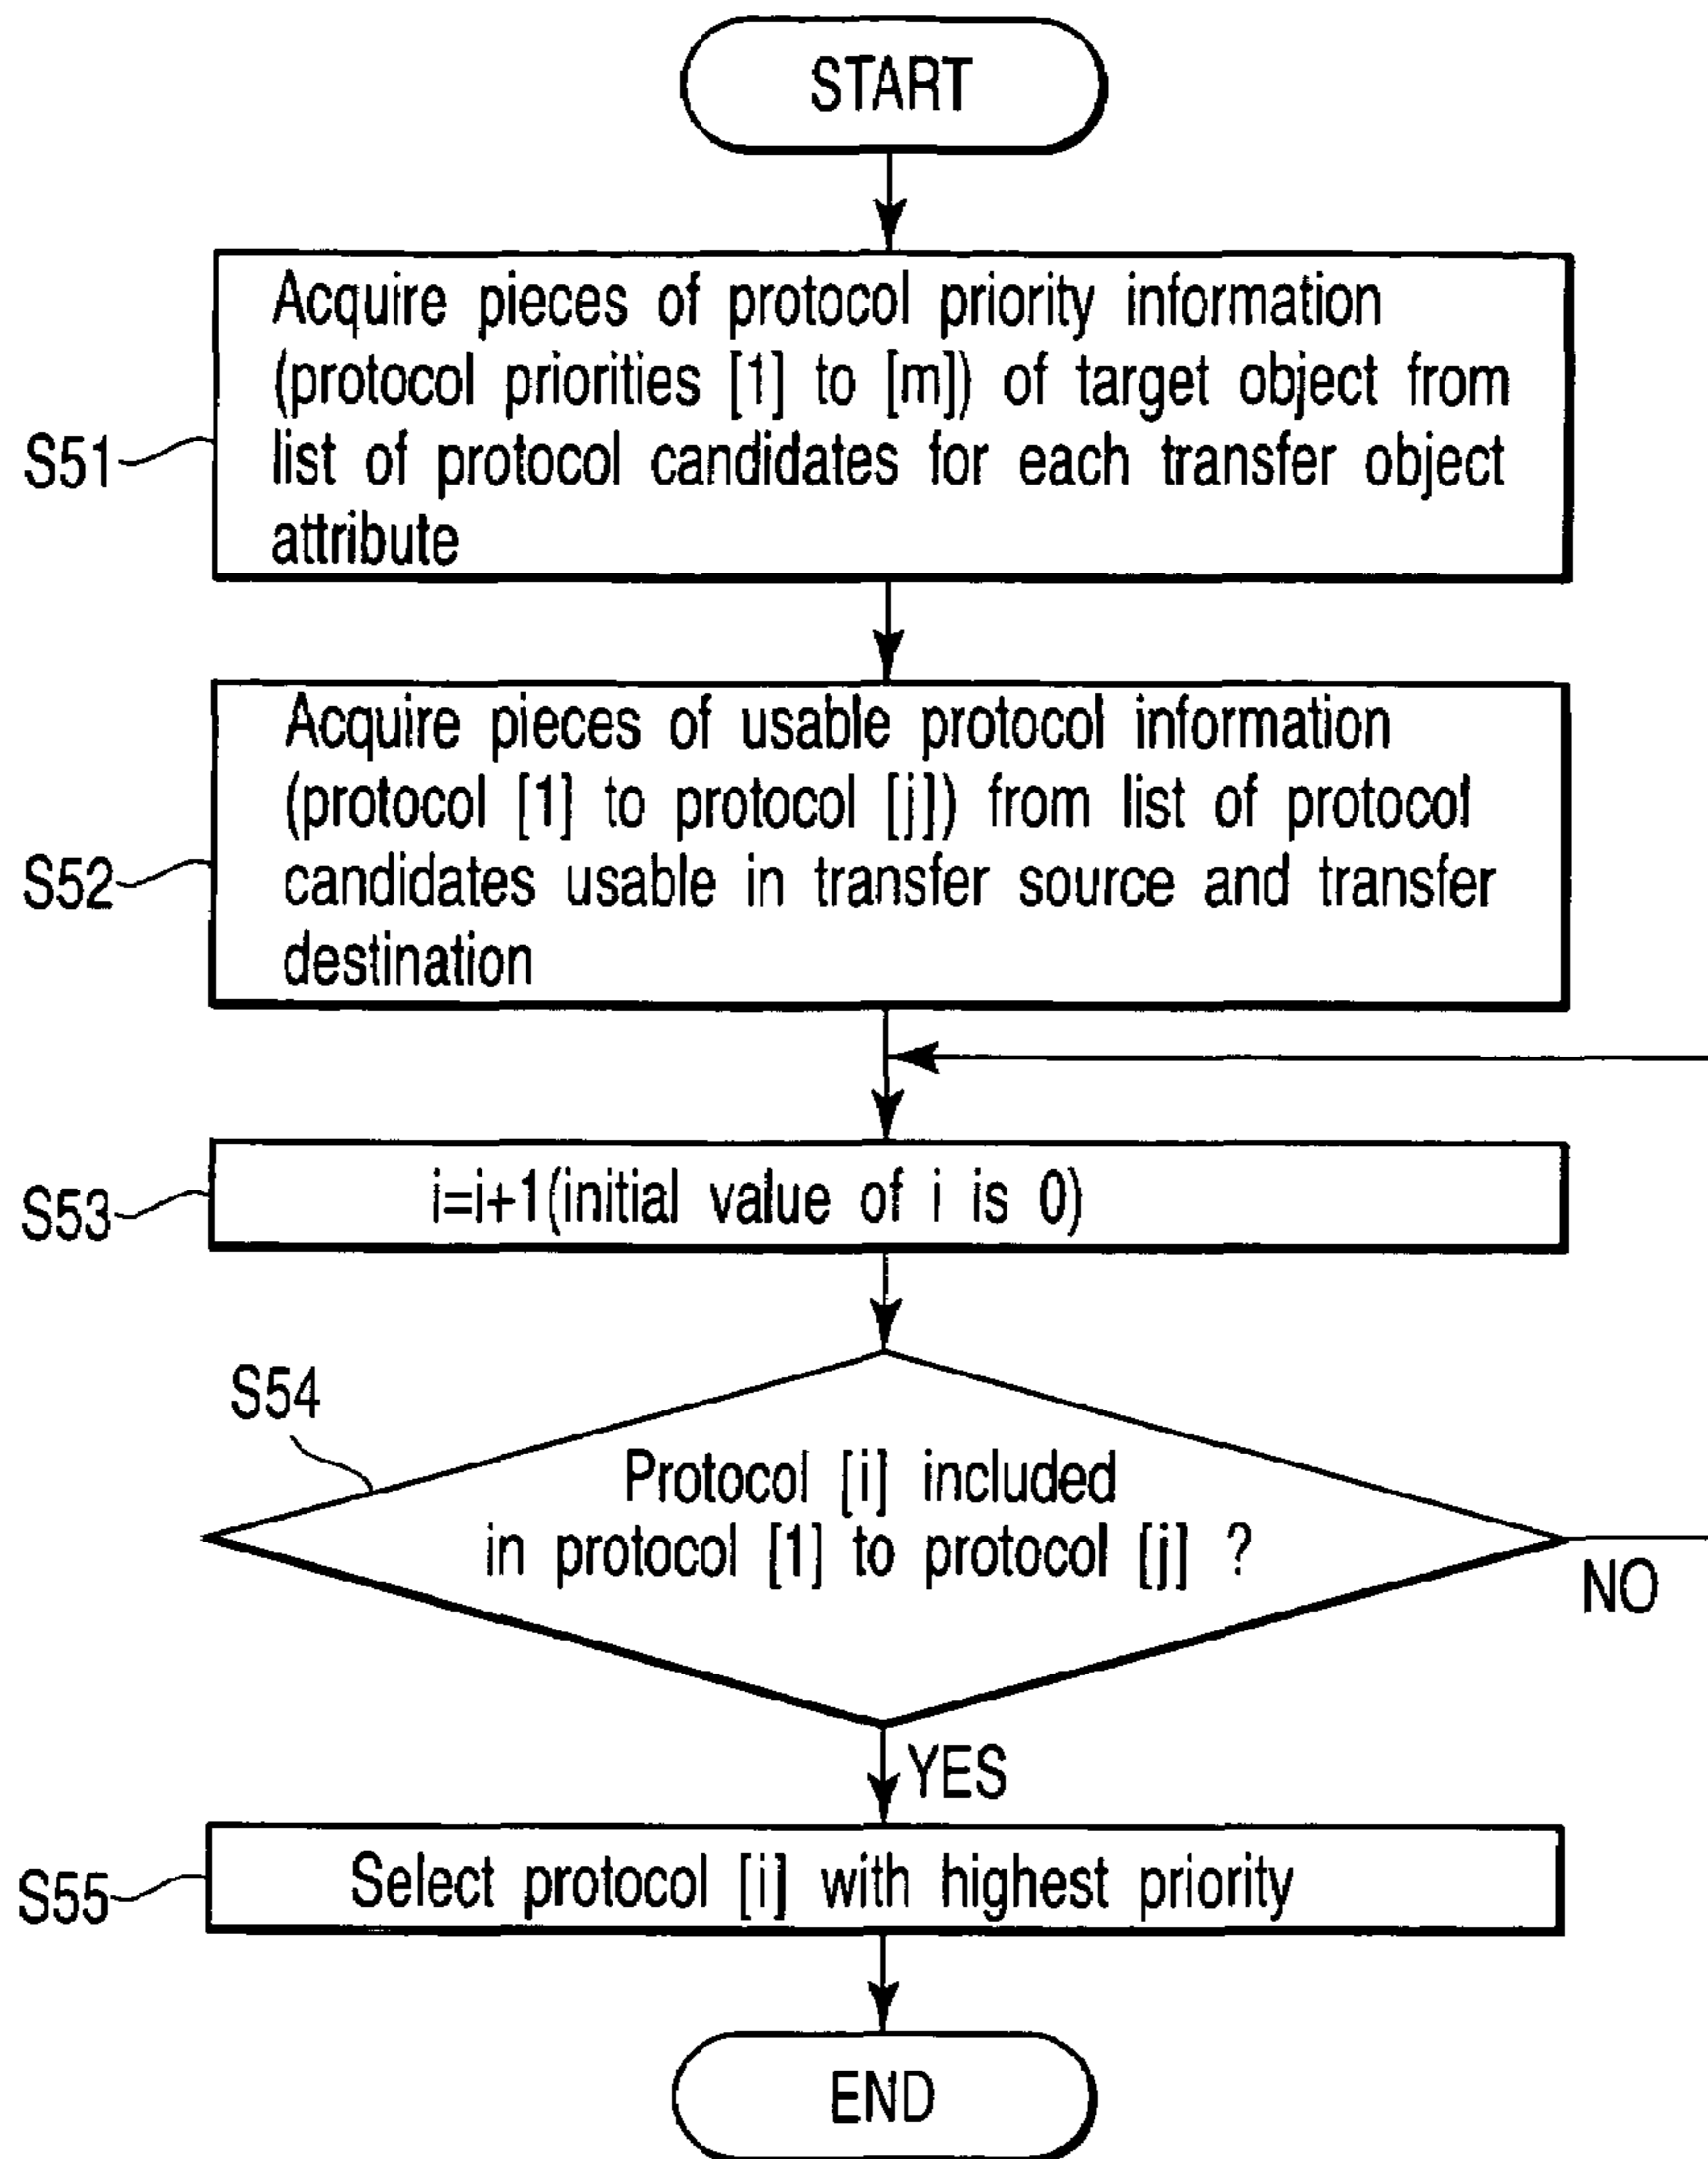 START
Acquire pieces of protocol priority information
(protocol priorities [1] to [m]) of target object from
list of protocol candidates for each transfer object
attribute
S51
Acquire pieces of usable protocol information
(protocol [1] to protocol [j]) from list of protocol
candidates usable in transfer source and transfer
destination
S52
i=i+1(initial value of i is 0)
S53
S54
Protocol [i] included
in protocol [1] to protocol [j] ?
NO
YES
Select protocol [i] with highest priority
S55
END